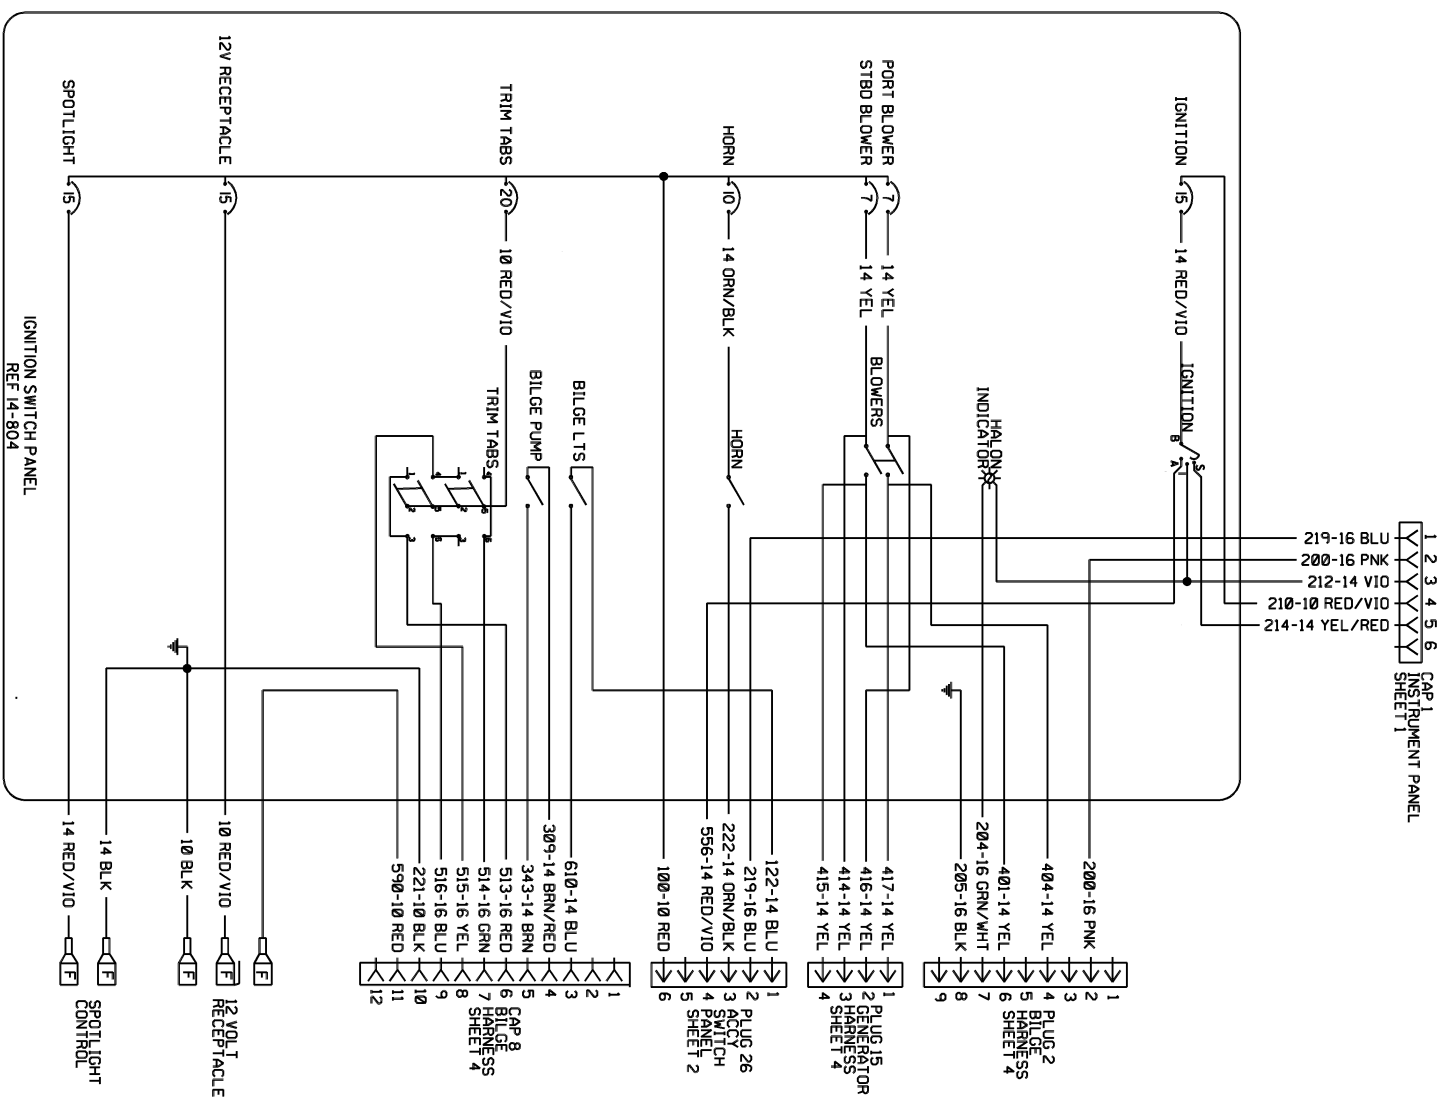 SPOTLIGHT
12V RECEPTACLE
TRIM TABS
HORN
STBD BLOWER
PORT BLOWER
IGNITION
15
15
20
10
7
7
15
10 RED/VIO
14 ORN/BLK
14 YEL
14 YEL
14 RED/VIO
IGNITION SWITCH PANEL
REF 14-804
TRIM TABS
BILGE PUMP
BILGE LTS
HORN
BLOWERS
HALON
INDICATOR
IGNITION
B
A
I
S
219-16 BLU 1
200-16 PNK 2
212-14 VIO 3
210-10 RED/VIO 4
214-14 YEL/RED 5
6
CAP 1
INSTRUMENT PANEL
SHEET 1
14 RED/VIO
14 BLK
10 BLK
10 RED/VIO
F
F
F
F
F
SPOTLIGHT
CONTROL
12 VOLT
RECEPTACLE
590-10 RED
221-10 BLK
516-16 BLU
515-16 YEL
514-16 GRN
513-16 RED
343-14 BRN
309-14 BRN/RED
610-14 BLU
12
11
10
9
8
7
6
5
4
3
2
1
CAP 8
BILGE
HARNESS
SHEET 4
100-10 RED
556-14 RED/VIO
222-14 ORN/BLK
219-16 BLU
122-14 BLU
6
5
4
3
2
1
PLUG 26
ACCY
SWITCH
PANEL
SHEET 2
415-14 YEL
414-14 YEL
416-14 YEL
417-14 YEL
4
3
2
1
PLUG 15
GENERATOR
HARNESS
SHEET 4
205-16 BLK
204-16 GRN/WHT
401-14 YEL
404-14 YEL
200-16 PNK
9
8
7
6
5
4
3
2
1
PLUG 2
BILGE
HARNESS
SHEET 4